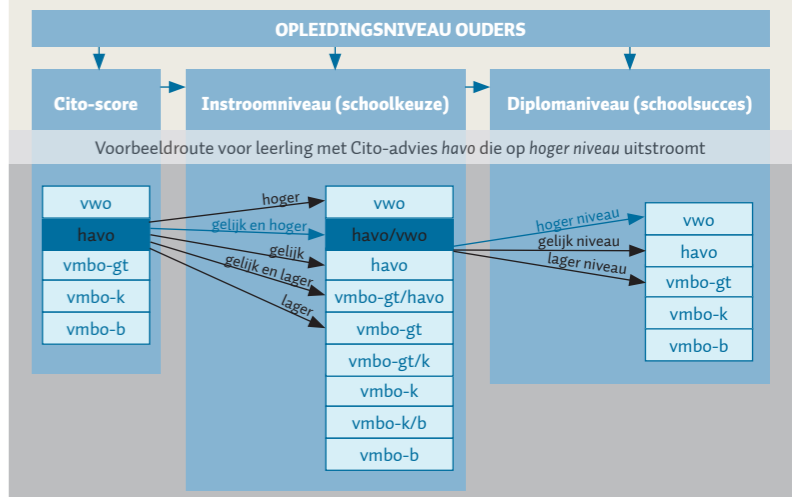 OPLEIDINGSNIVEAU OUDERS
Cito-score
Instroomniveau (schoolkeuze)
Diplomaniveau (schoolsucces)
Voorbeeldroute voor leerling met Cito-advies havo die op hoger niveau uitstroomt
vwo
havo
vmbo-gt
vmbo-k
vmbo-b
hoger
gelijk en hoger
gelijk
gelijk en lager
lager
vwo
havo/vwo
havo
vmbo-gt/havo
vmbo-gt
vmbo-gt/k
vmbo-k
vmbo-k/b
vmbo-b
hoger niveau
gelijk niveau
lager niveau
vwo
havo
vmbo-gt
vmbo-k
vmbo-b